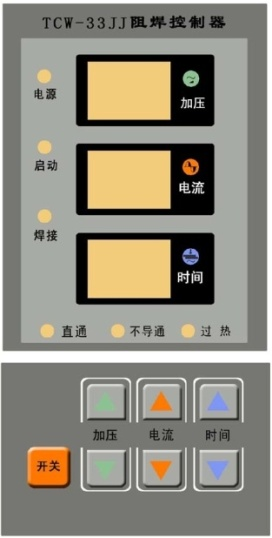 TCW-33JJ阻焊控制器
电源
加压
启动
电流
焊接
时间
直通 不导通 过热
加压 电流 时间
开关